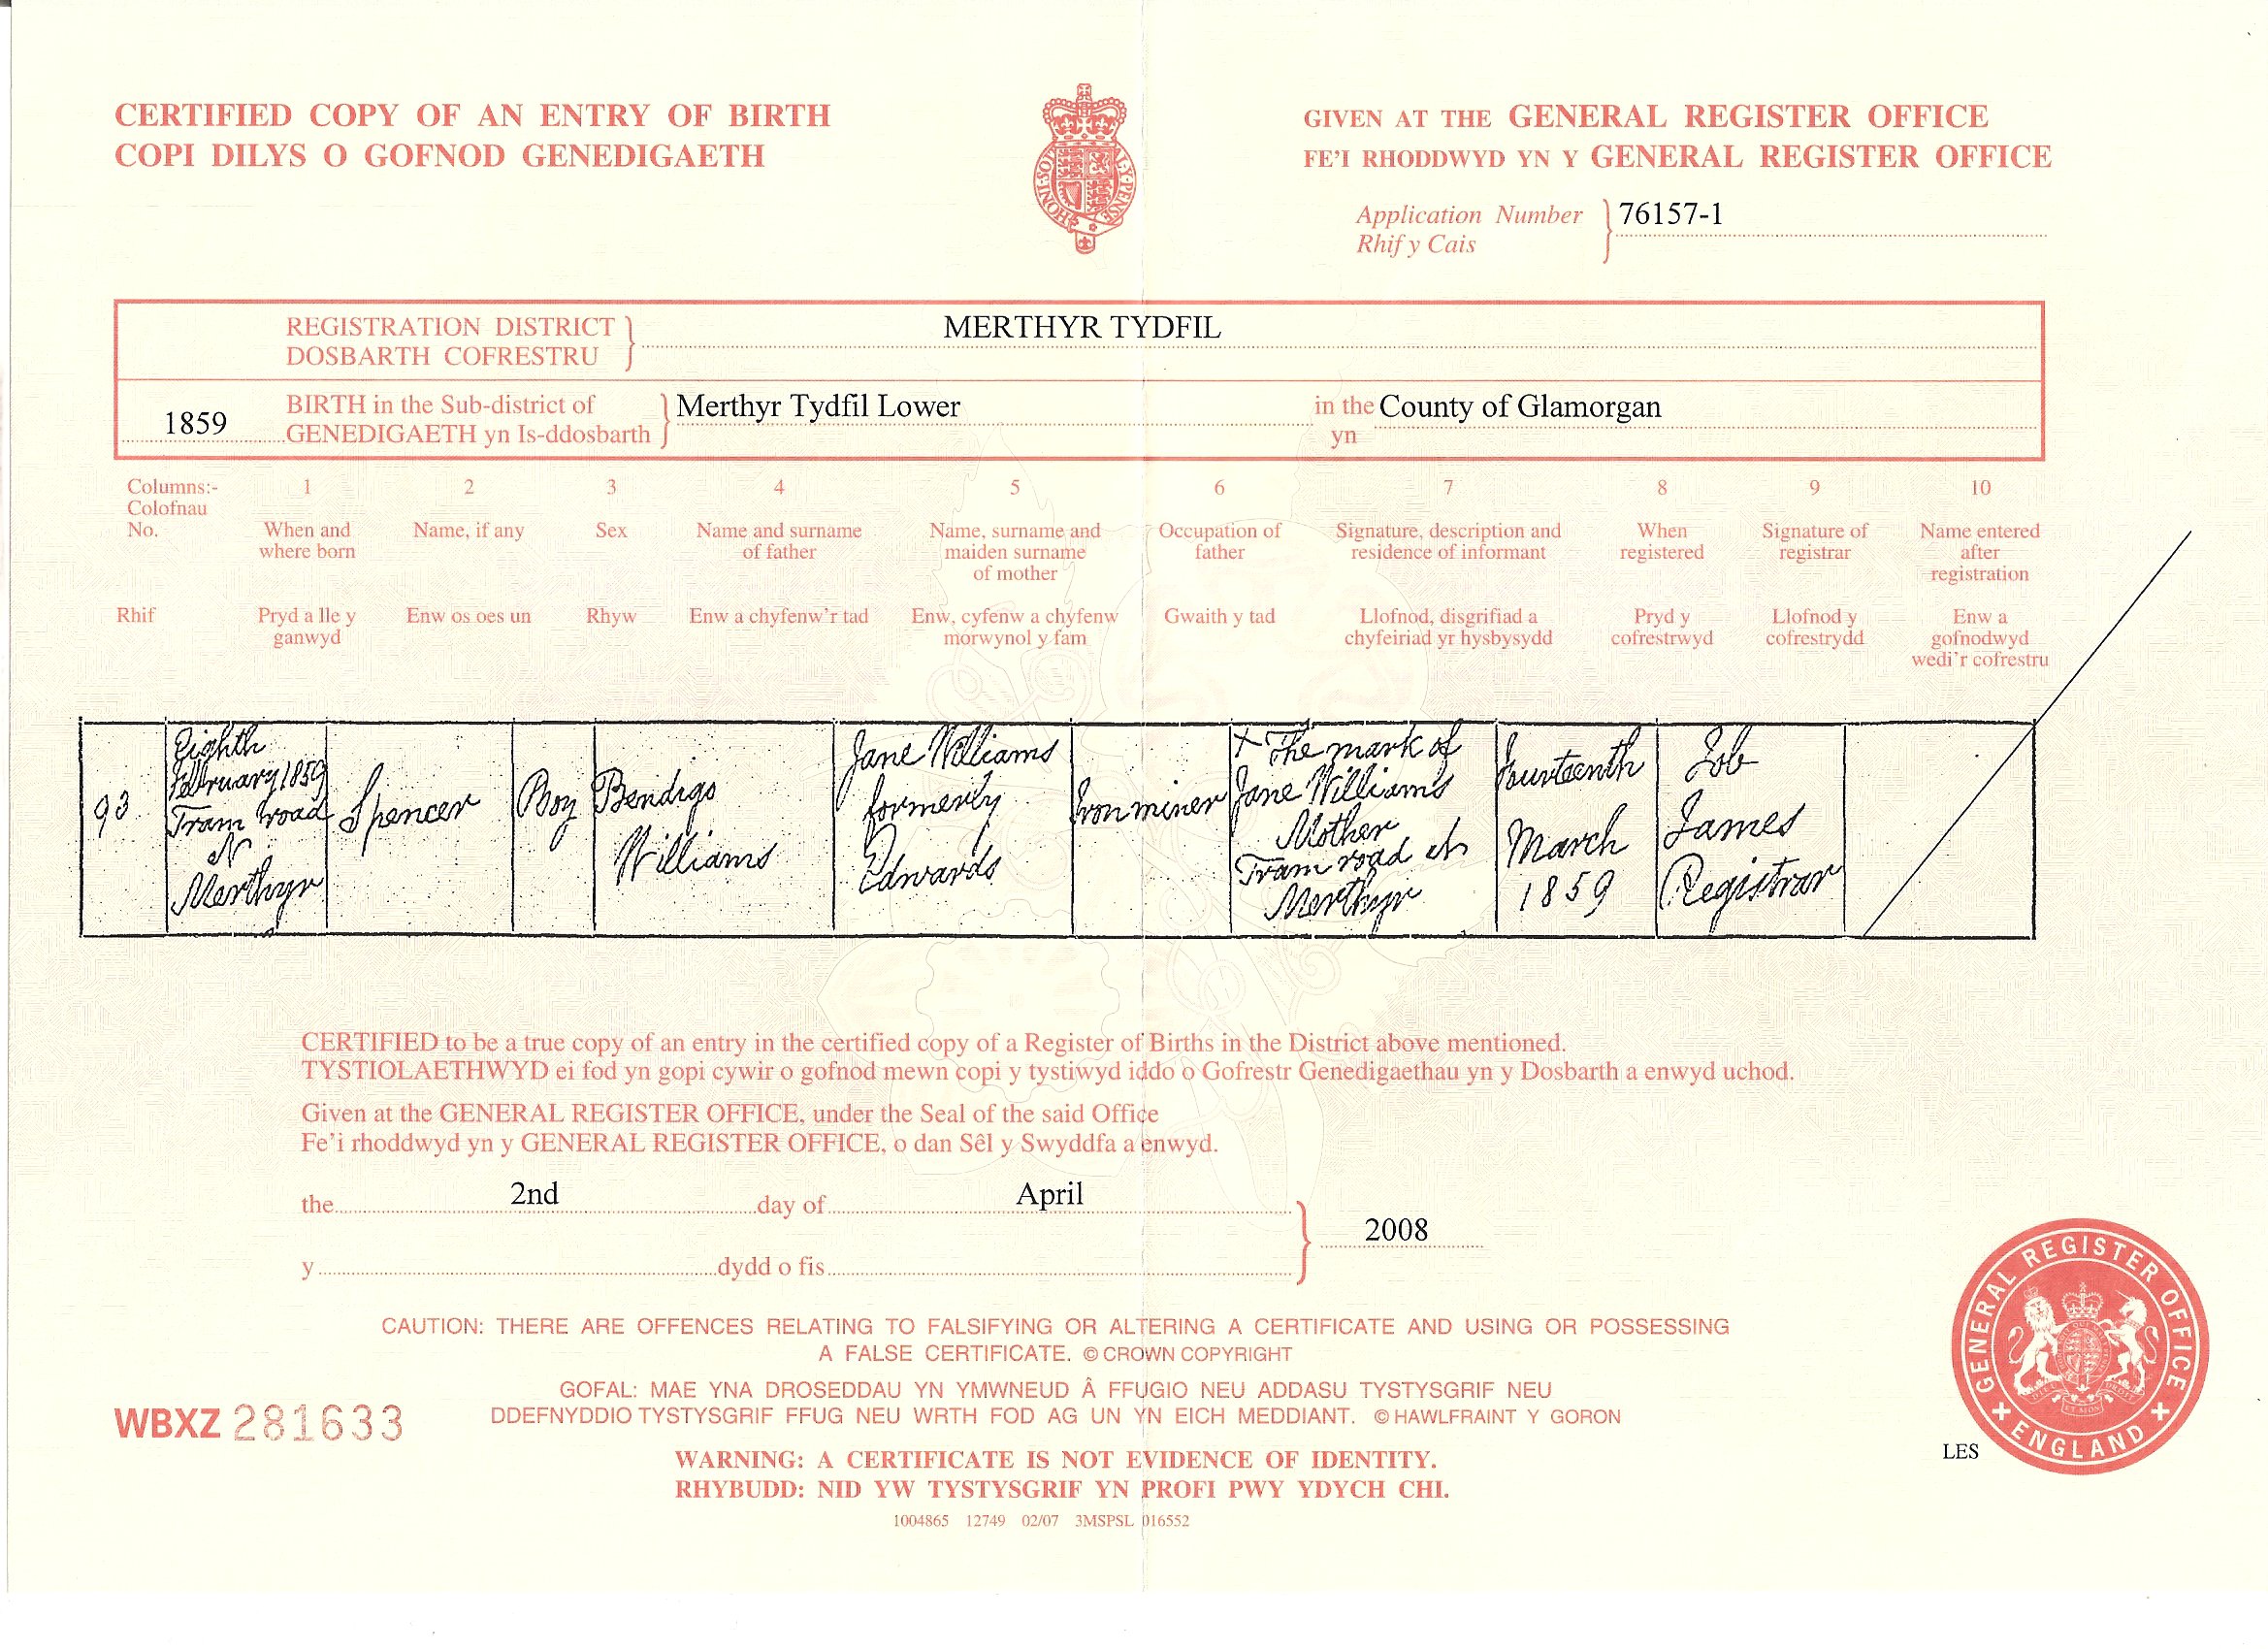 CERTIFIED COPY OF AN ENTRY OF BIRTH
COPI DILYS O GOFNOD GENEDIGAETH
HONI·SOI L·Y·PENCE
GIVEN AT THE GENERAL REGISTER OFFICE
FE'I RHODDWYD YN Y GENERAL REGISTER OFFICE
Application Number 76157-1
Rhif y Cais
REGISTRATION DISTRICT MERTHYR TYDFIL
DOSBARTH COFRESTRU
1859 BIRTH in the Sub-district of Merthyr Tydfil Lower in the County of Glamorgan
GENEDIGAETH yn Is-ddosbarth yn
Columns:- 1 2 3 4 5 6 7 8 9 10
Colofnau
No. When and Name, if any Sex Name and surname Name, surname and Occupation of Signature, description and When Signature of Name entered
where born of father maiden surname father residence of informant registered registrar after
of mother registration
Rhif Pryd a lle y Enw os oes un Rhyw Enw a chyfenw'r tad Enw, cyfenw a chyfenw Gwaith y tad Llofnod, disgrifiad a Pryd y Llofnod y Enw a
ganwyd morwynol y fam chyfeiriad yr hysbysydd cofrestrwyd cofrestrydd gofnodwyd
wedi'r cofrestru
93
Eighth
February 1859
Tram road
Merthyr
Spencer
Boy
Bendigo
Williams
Jane Williams
formerly
Edwards
Iron miner
X The mark of
Jane Williams
Mother
Tram road
Merthyr
Fourteenth
March
1859
Job
James
Registrar
CERTIFIED to be a true copy of an entry in the certified copy of a Register of Births in the District above mentioned.
TYSTIOLAETHWYD ei fod yn gopi cywir o gofnod mewn copi y tystiwyd iddo o Gofrestr Genedigaethau yn y Dosbarth a enwyd uchod.
Given at the GENERAL REGISTER OFFICE, under the Seal of the said Office
Fe'i rhoddwyd yn y GENERAL REGISTER OFFICE, o dan Sêl y Swyddfa a enwyd.
the 2nd day of April
2008
y dydd o fis
CAUTION: THERE ARE OFFENCES RELATING TO FALSIFYING OR ALTERING A CERTIFICATE AND USING OR POSSESSING
A FALSE CERTIFICATE. © CROWN COPYRIGHT
GOFAL: MAE YNA DROSEDDAU YN YMWNEUD Â FFUGIO NEU ADDASU TYSTYSGRIF NEU
DDEFNYDDIO TYSTYSGRIF FFUG NEU WRTH FOD AG UN YN EICH MEDDIANT. © HAWLFRAINT Y GORON
WBXZ 281633
WARNING: A CERTIFICATE IS NOT EVIDENCE OF IDENTITY.
RHYBUDD: NID YW TYSTYSGRIF YN PROFI PWY YDYCH CHI.
1004865 12749 02/07 3MSPSL 016552
LES
GENERAL REGISTER OFFICE
ENGLAND